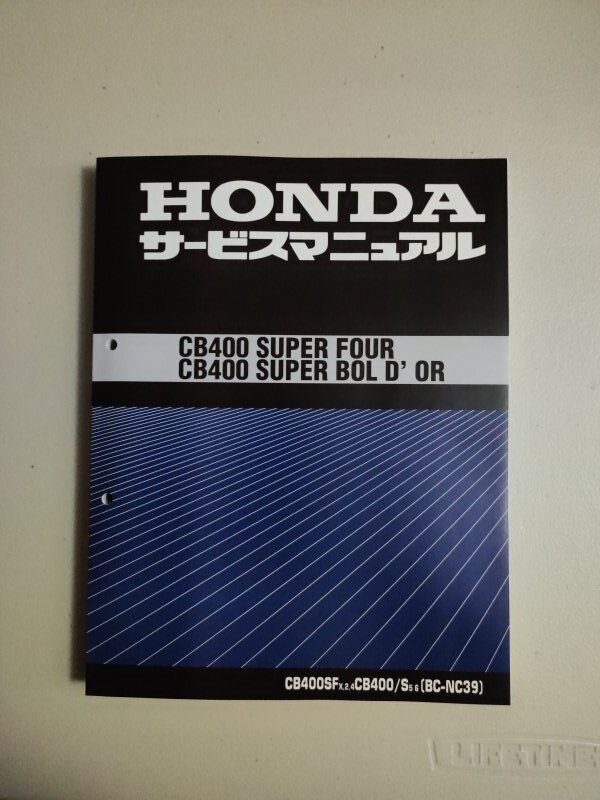 HONDA
サービスマニュアル
CB400 SUPER FOUR
CB400 SUPER BOL D' OR
CB400SFX,2,4CB400/S5 6(BC-NC39)
LIFETIME